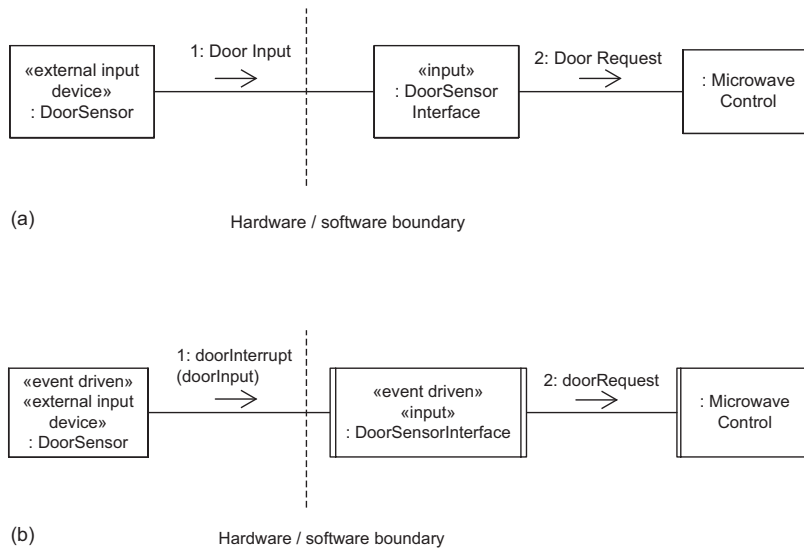 1: Door Input
«external input
device»
: DoorSensor
«input»
: DoorSensor
Interface
2: Door Request
: Microwave
Control
(a)
Hardware / software boundary
1: doorInterrupt
(doorInput)
«event driven»
«external input
device»
: DoorSensor
«event driven»
«input»
: DoorSensorInterface
2: doorRequest
: Microwave
Control
(b)
Hardware / software boundary